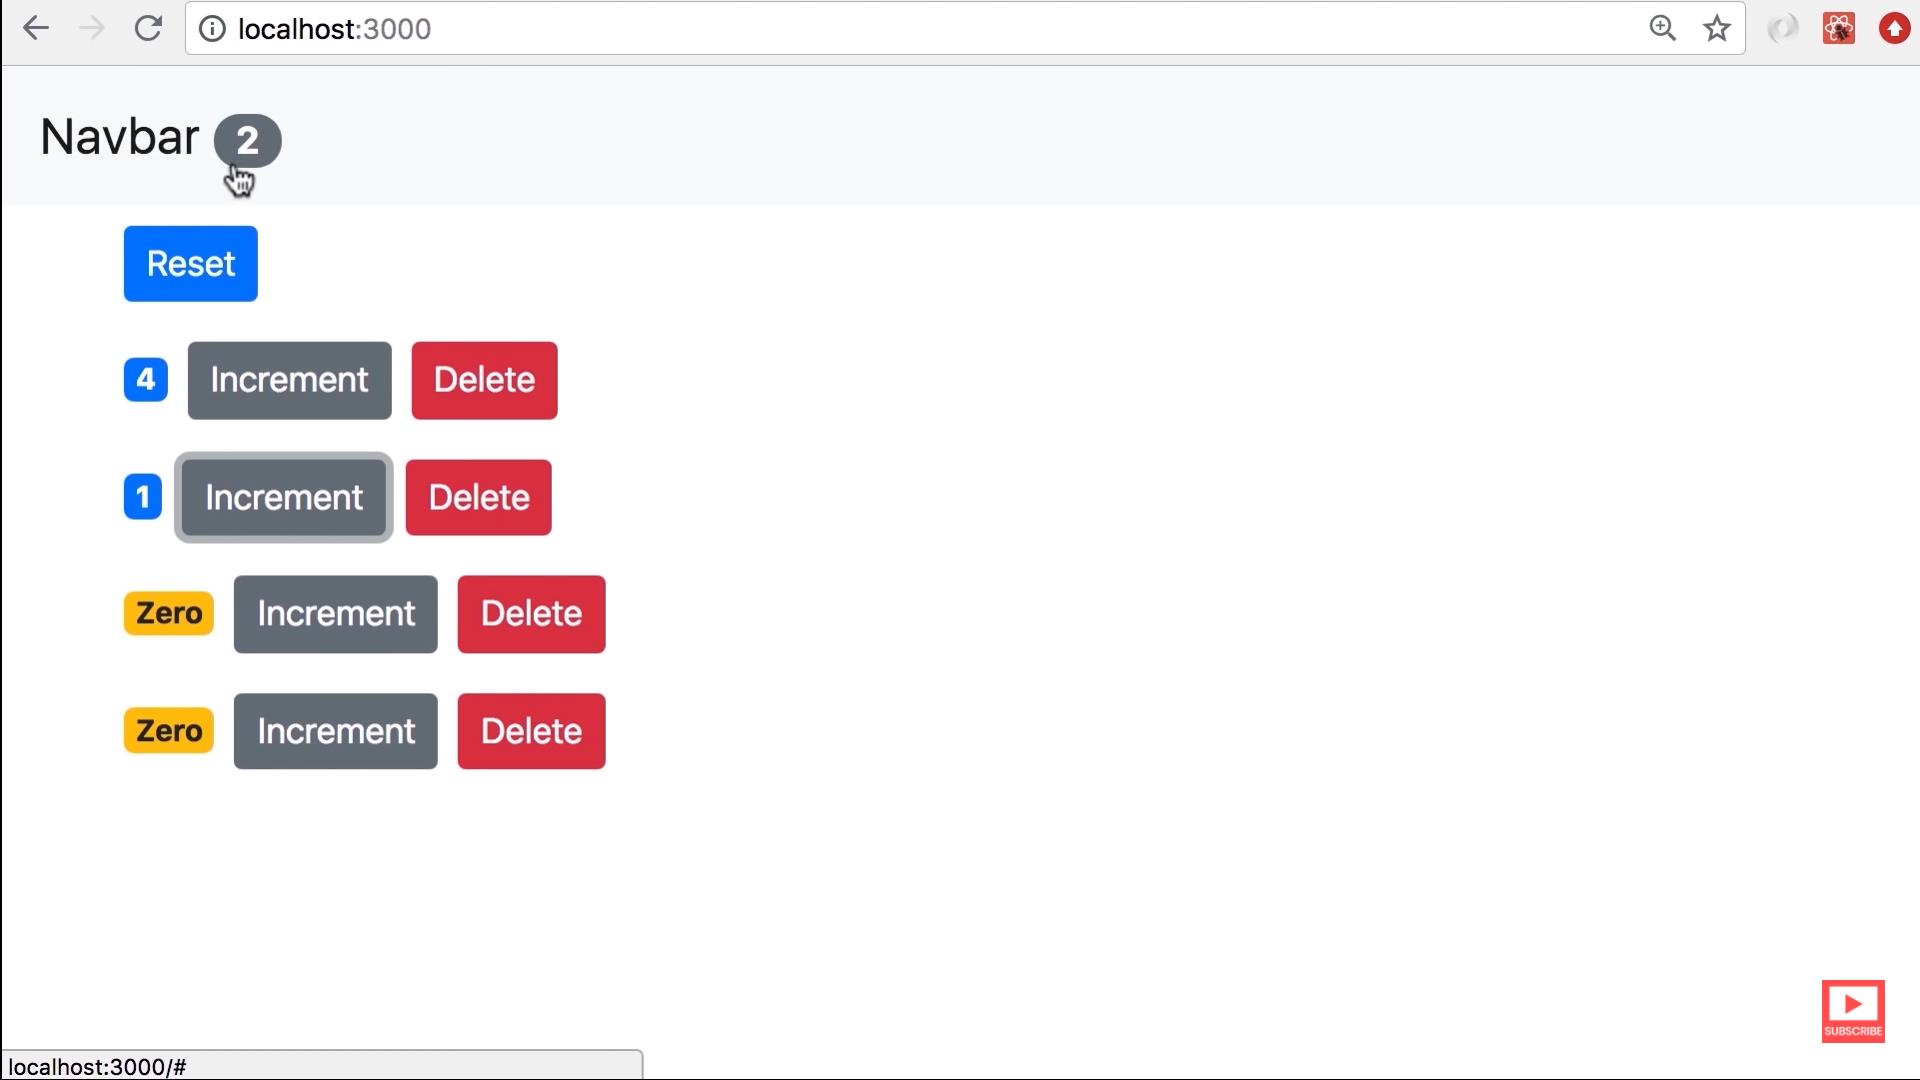 localhost:3000
Navbar 2
Reset
4 Increment Delete
1 Increment Delete
Zero Increment Delete
Zero Increment Delete
SUBSCRIBE
localhost:3000/#